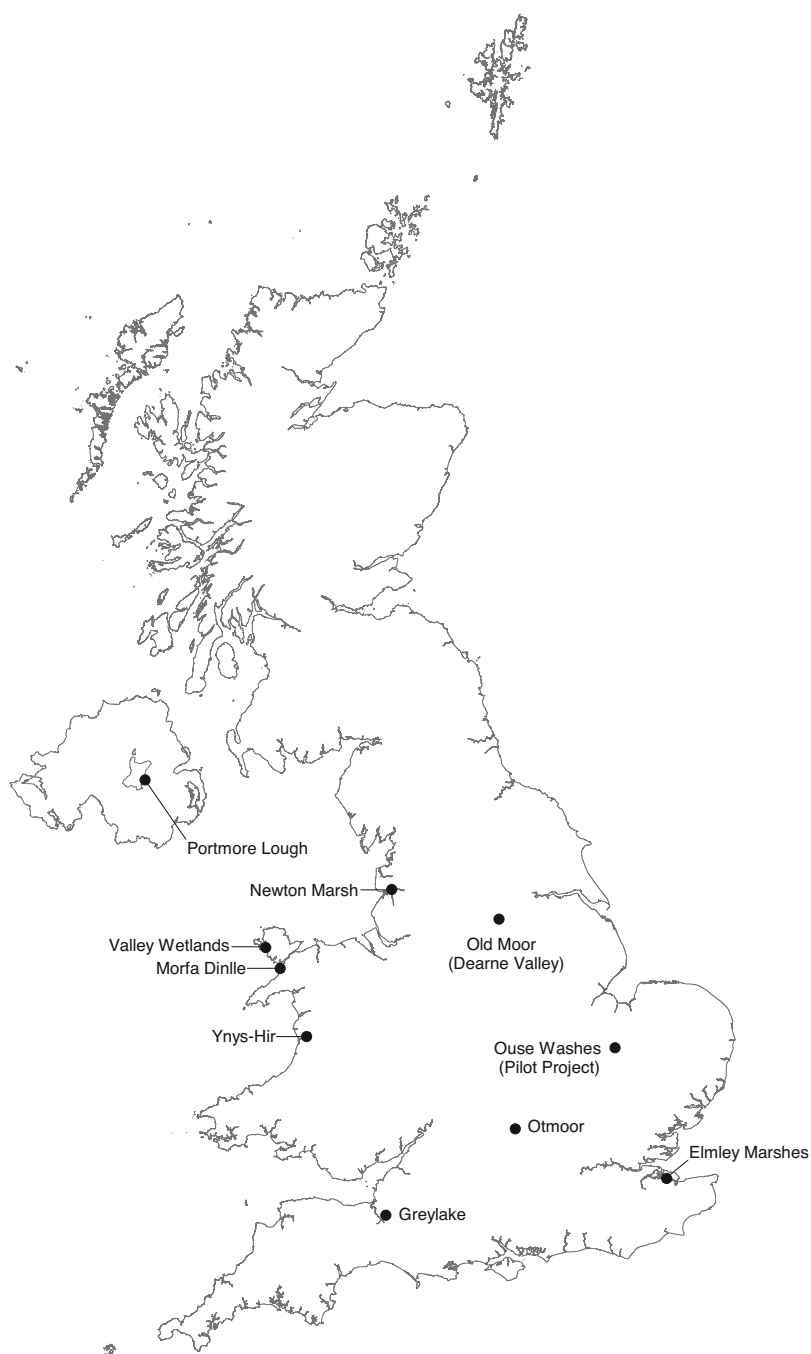 Portmore Lough
Newton Marsh
Old Moor
(Dearne Valley)
Valley Wetlands
Morfa Dinlle
Ynys-Hir
Ouse Washes
(Pilot Project)
Otmoor
Elmley Marshes
Greylake